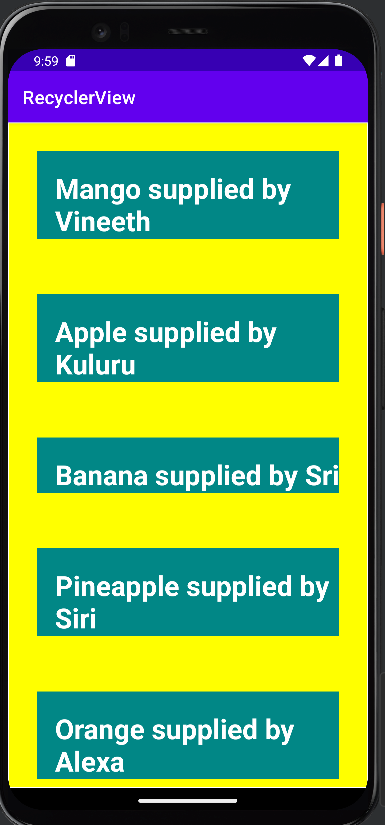 9:59
RecyclerView
Mango supplied by
Vineeth
Apple supplied by
Kuluru
Banana supplied by Sri
Pineapple supplied by
Siri
Orange supplied by
Alexa